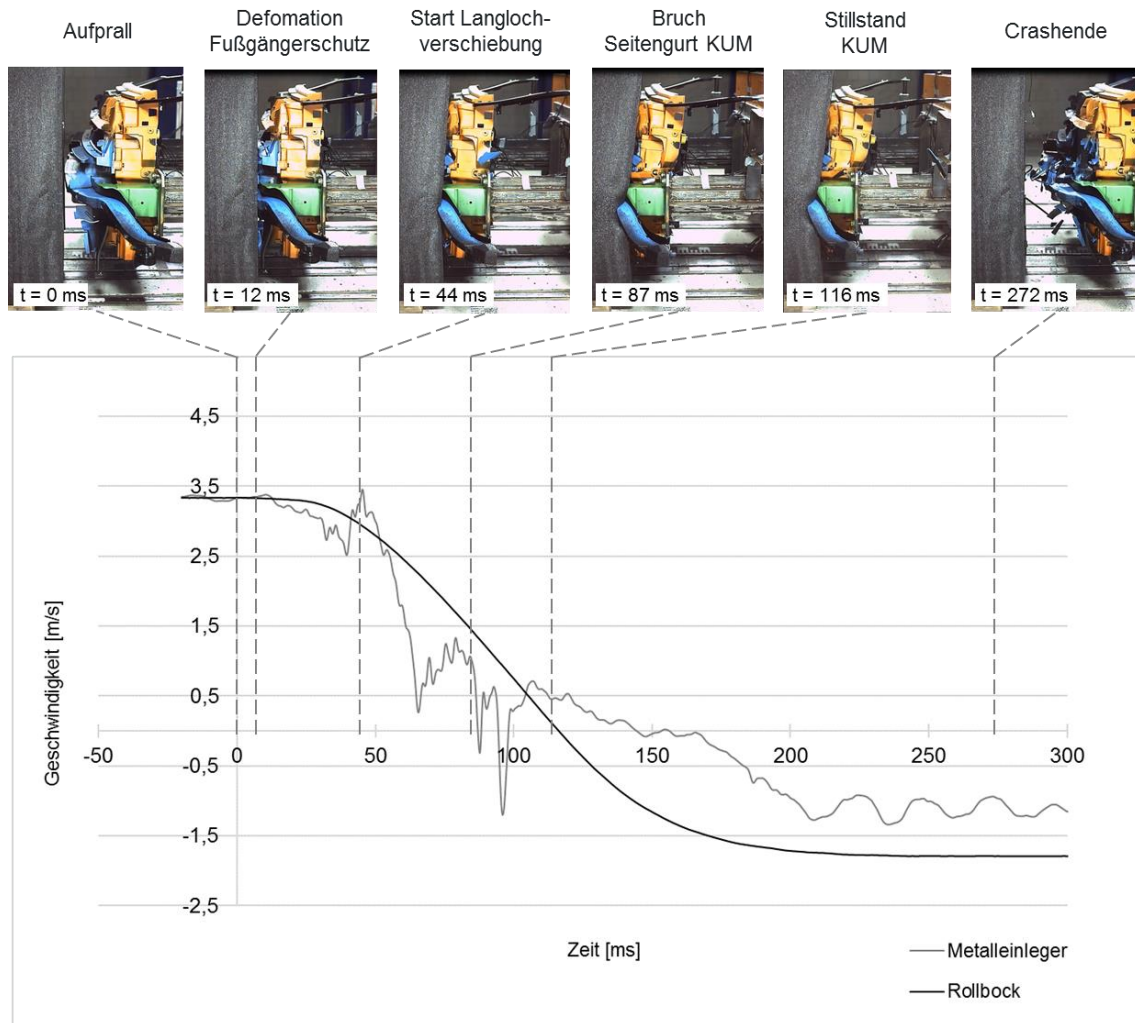 Aufprall
Defomation
Fußgängerschutz
Start Langloch-
verschiebung
Bruch
Seitengurt KUM
Stillstand
KUM
Crashende
t = 0 ms
t = 12 ms
t = 44 ms
t = 87 ms
t = 116 ms
t = 272 ms
4,5
3,5
2,5
1,5
0,5
-0,5
-1,5
-2,5
Geschwindigkeit [m/s]
-50
0
50
100
150
200
250
300
Zeit [ms]
Metalleinleger
Rollbock